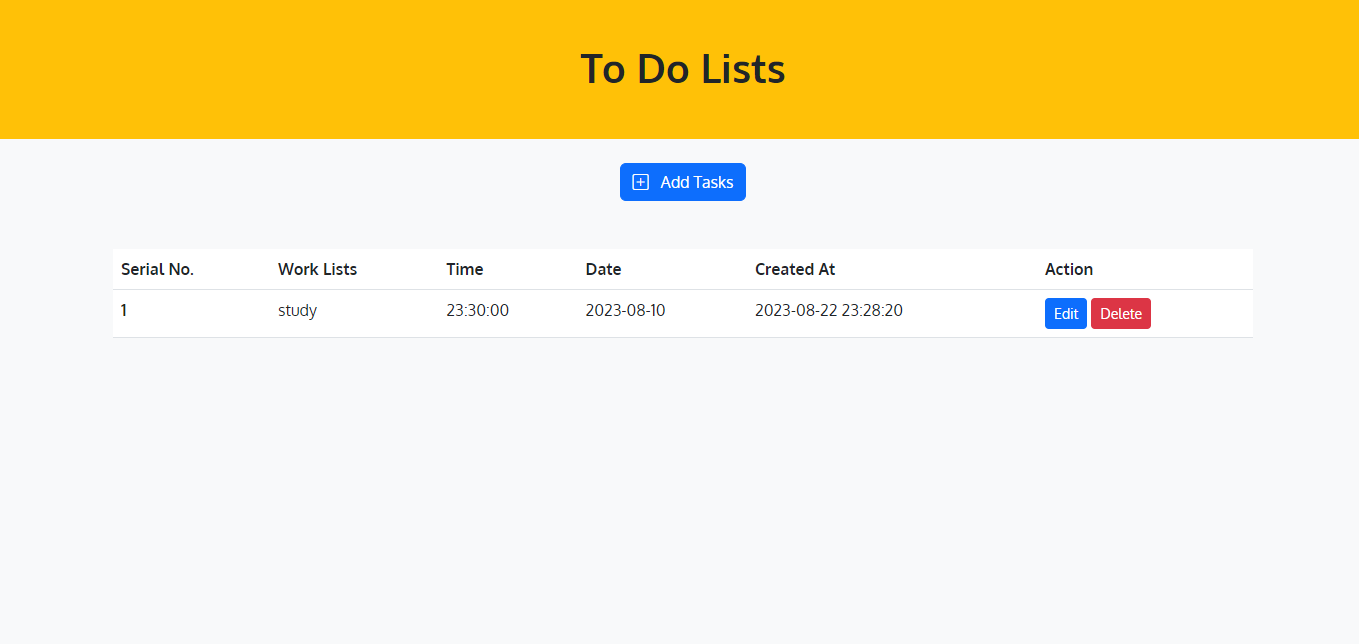 To Do Lists
Add Tasks
Serial No. Work Lists Time Date Created At Action
1 study 23:30:00 2023-08-10 2023-08-22 23:28:20 Edit Delete